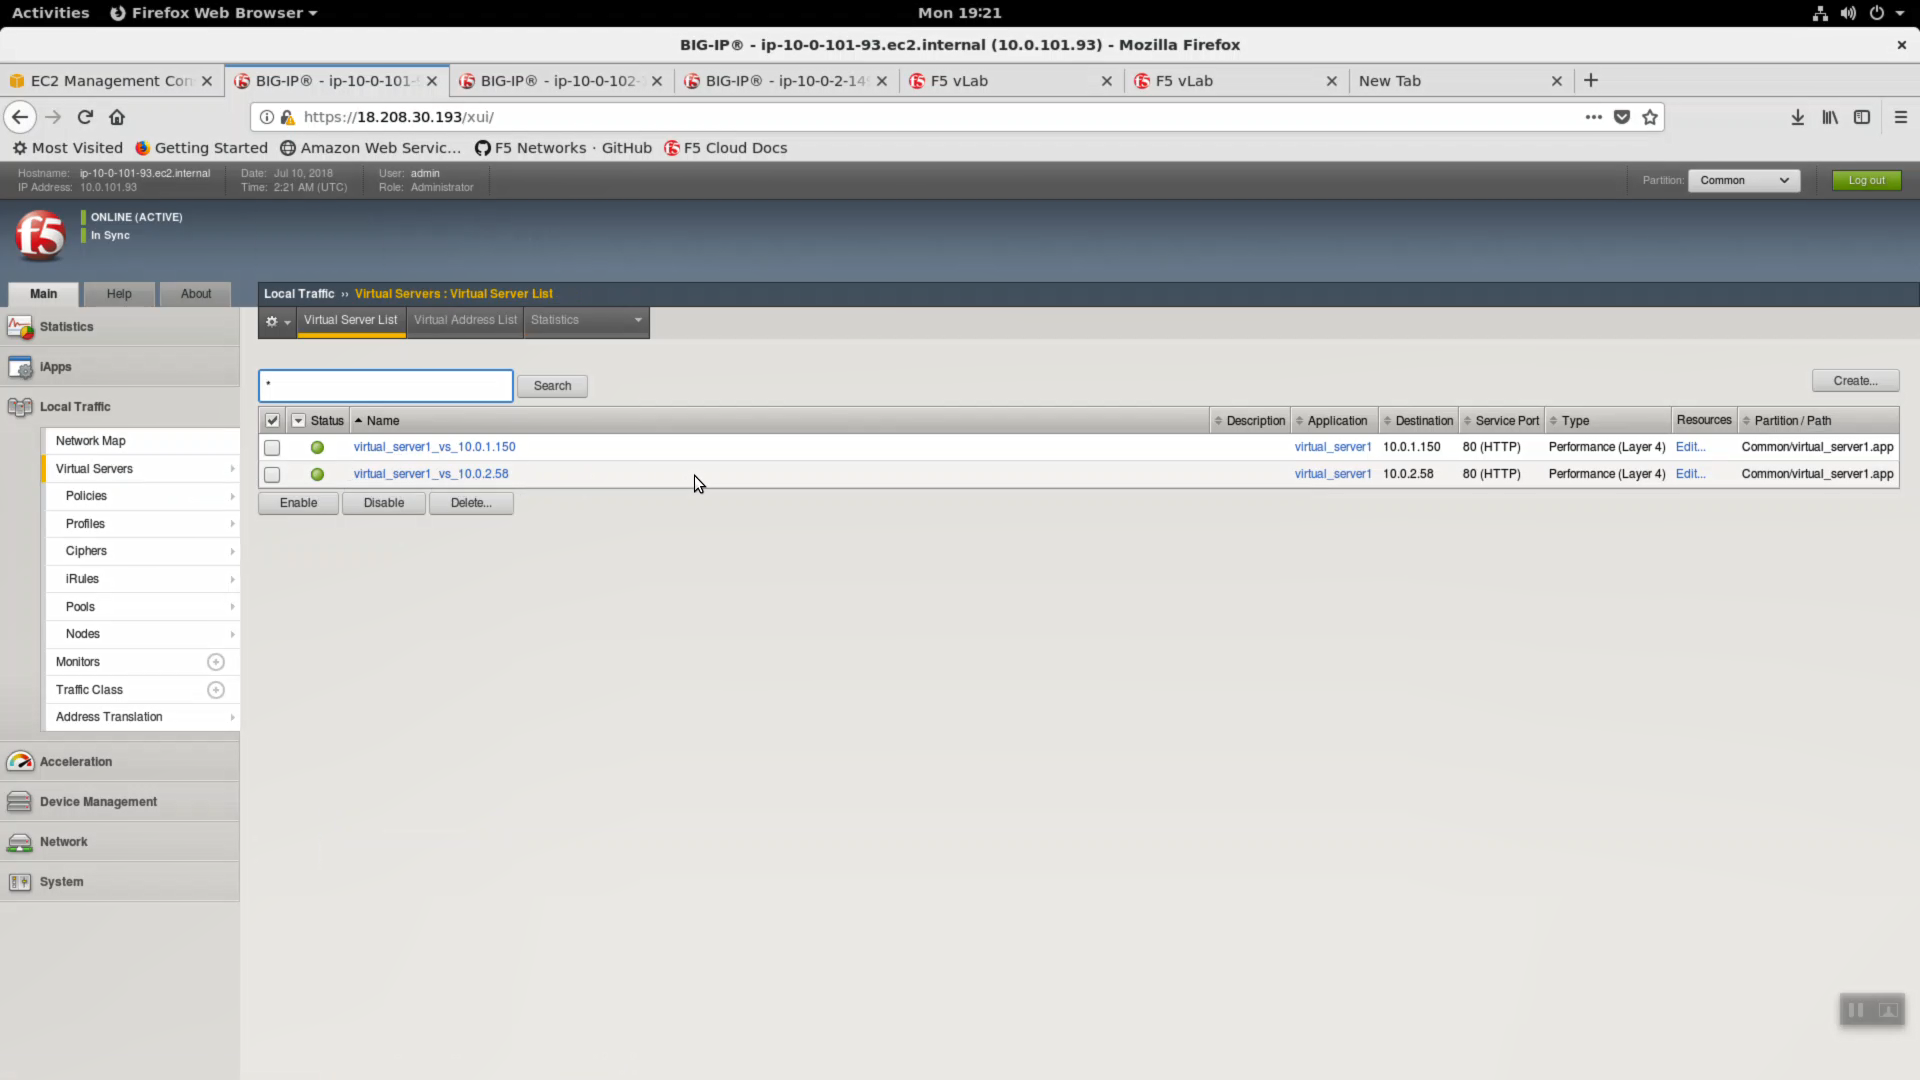 Activities Firefox Web Browser Mon 19:21
BIG-IP® - ip-10-0-101-93.ec2.internal (10.0.101.93) - Mozilla Firefox
EC2 Management Con BIG-IP® - ip-10-0-101- BIG-IP® - ip-10-0-102- BIG-IP® - ip-10-0-2-14 F5 vLab F5 vLab New Tab
https://18.208.30.193/xui/
Most Visited Getting Started Amazon Web Servic... F5 Networks · GitHub F5 Cloud Docs
Hostname: ip-10-0-101-93.ec2.internal Date: Jul 10, 2018 User: admin
IP Address: 10.0.101.93 Time: 2:21 AM (UTC) Role: Administrator
Partition: Common Log out
f5
ONLINE (ACTIVE)
In Sync
Main Help About
Local Traffic ›› Virtual Servers : Virtual Server List
Virtual Server List Virtual Address List Statistics
Statistics
iApps
Local Traffic
Network Map
Virtual Servers
Policies
Profiles
Ciphers
iRules
Pools
Nodes
Monitors
Traffic Class
Address Translation
Acceleration
Device Management
Network
System
* Search Create...
Status Name Description Application Destination Service Port Type Resources Partition / Path
virtual_server1_vs_10.0.1.150 virtual_server1 10.0.1.150 80 (HTTP) Performance (Layer 4) Edit... Common/virtual_server1.app
virtual_server1_vs_10.0.2.58 virtual_server1 10.0.2.58 80 (HTTP) Performance (Layer 4) Edit... Common/virtual_server1.app
Enable Disable Delete...